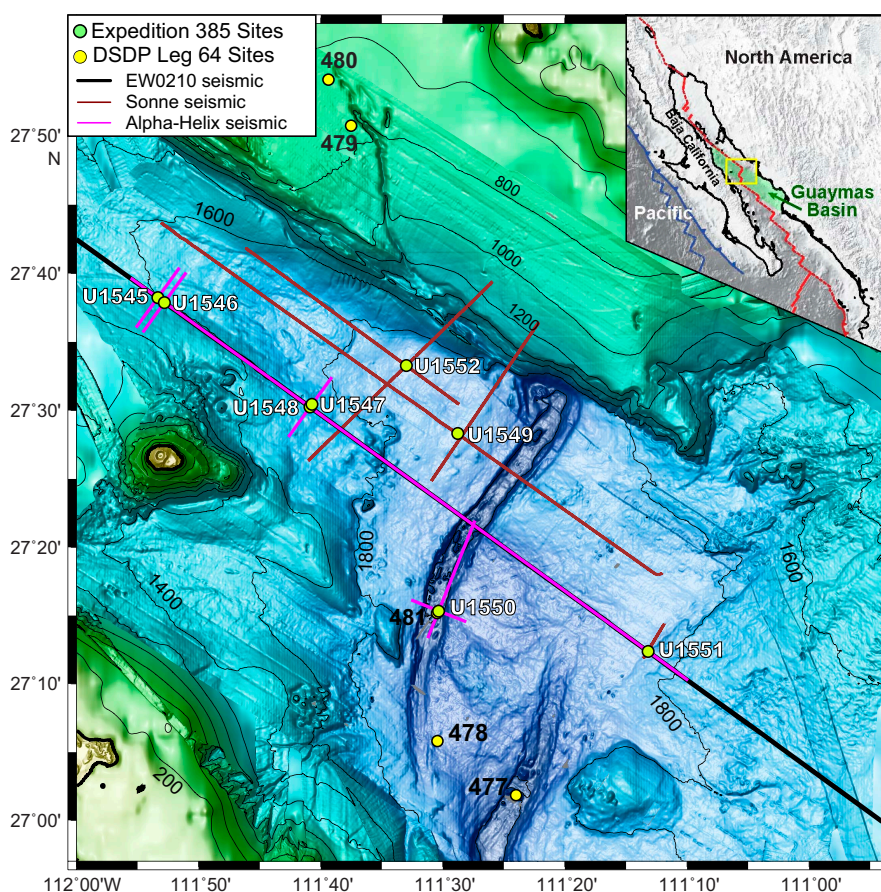 Expedition 385 Sites
DSDP Leg 64 Sites
EW0210 seismic
Sonne seismic
Alpha-Helix seismic
North America
Baja California
Guaymas
Basin
Pacific
480
479
800
1600
1000
1200
U1545
U1546
U1552
U1548
U1547
U1549
1800
1600
1400
481
U1550
U1551
1800
478
477
200
27°50'
N
27°40'
27°30'
27°20'
27°10'
27°00'
112°00'W
111°50'
111°40'
111°30'
111°20'
111°10'
111°00'